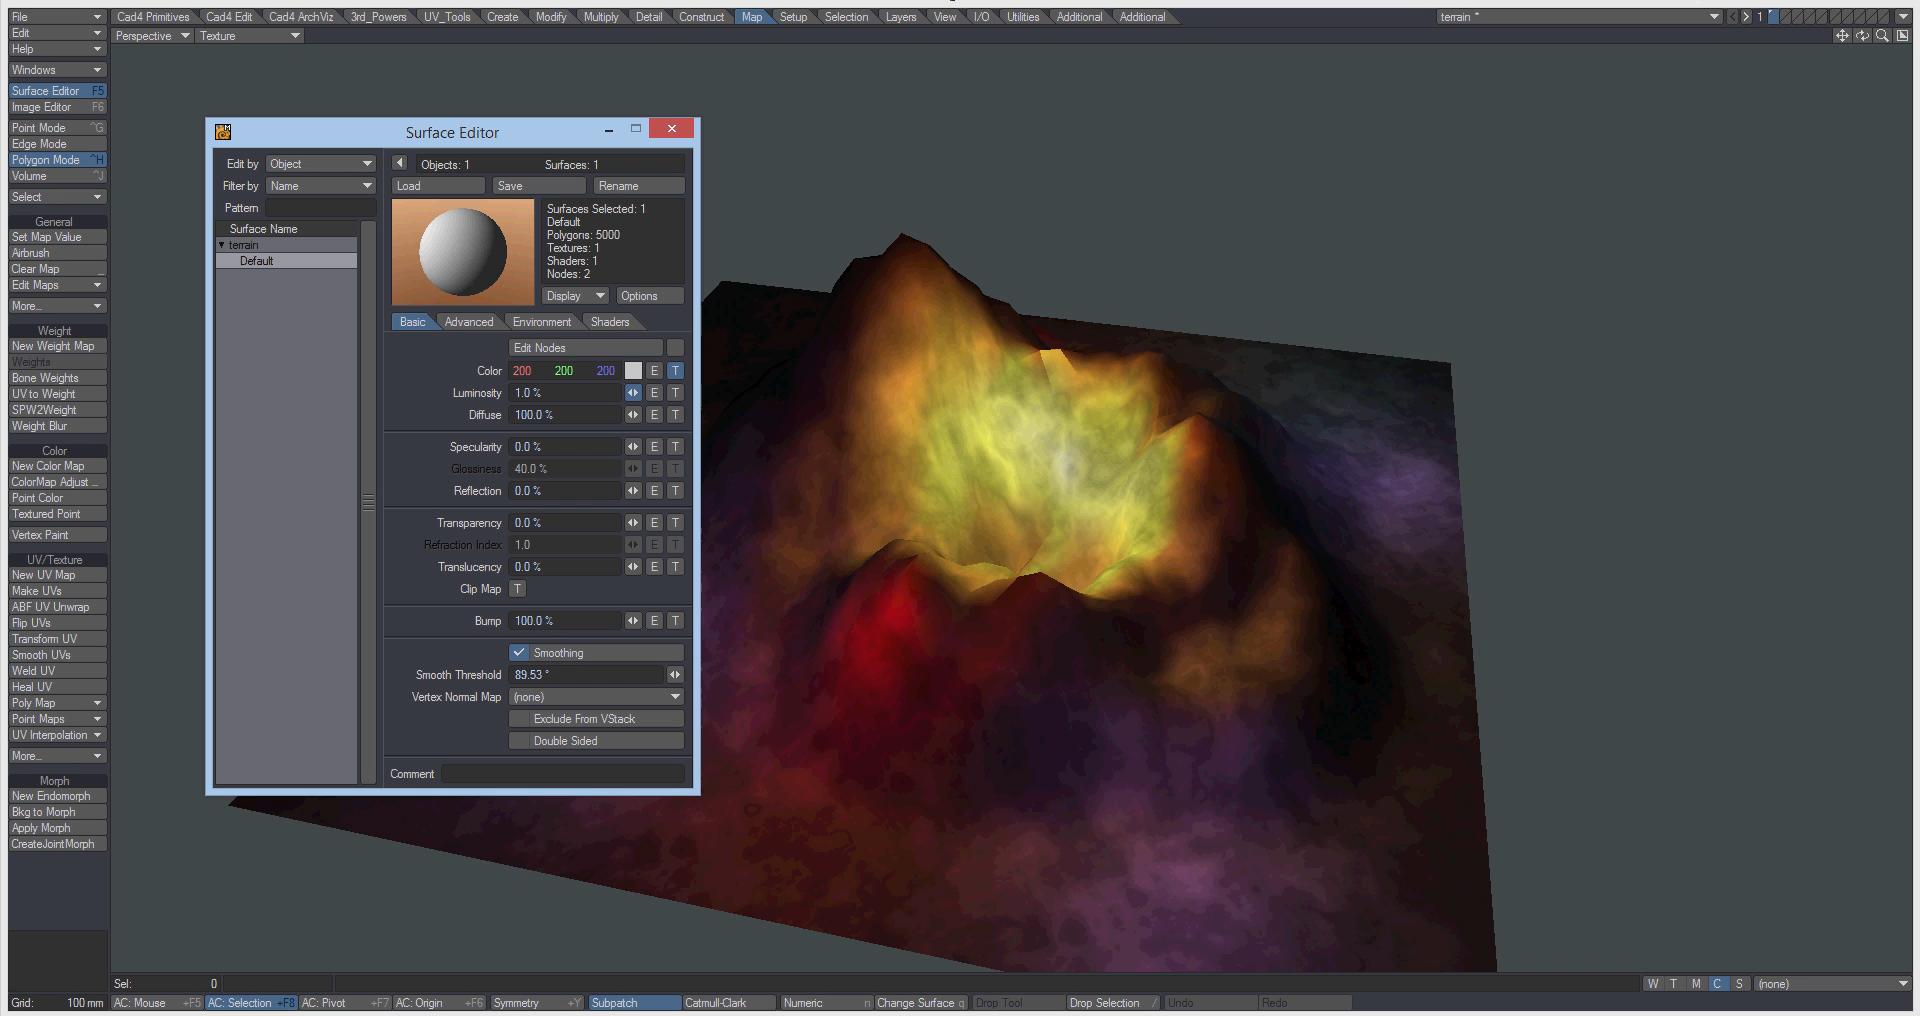 File
Edit
Help
Windows
Surface Editor F5
Image Editor F6
Point Mode ^G
Edge Mode
Polygon Mode ^H
Volume ^J
Select
General
Set Map Value
Airbrush
Clear Map _
Edit Maps
More...
Weight
New Weight Map
Weights
Bone Weights
UV to Weight
SPW2Weight
Weight Blur
Color
New Color Map
ColorMap Adjust ...
Point Color
Textured Point
Vertex Paint
UV/Texture
New UV Map
Make UVs
ABF UV Unwrap
Flip UVs
Transform UV
Smooth UVs
Weld UV
Heal UV
Poly Map
Point Maps
UV Interpolation
More...
Morph
New Endomorph
Bkg to Morph
Apply Morph
CreateJointMorph
Grid: 100 mm
Cad4 Primitives Cad4 Edit Cad4 ArchViz 3rd_Powers UV_Tools Create Modify Multiply Detail Construct Map Setup Selection Layers View I/O Utilities Additional Additional terrain * 1
Perspective Texture
Surface Editor
Edit by Object
Filter by Name
Pattern
Surface Name
terrain
Default
Objects: 1 Surfaces: 1
Load Save Rename
Surfaces Selected: 1
Default
Polygons: 5000
Textures: 1
Shaders: 1
Nodes: 2
Display Options
Basic Advanced Environment Shaders
Edit Nodes
Color 200 200 200 E T
Luminosity 1.0 % E T
Diffuse 100.0 % E T
Specularity 0.0 % E T
Glossiness 40.0 % E T
Reflection 0.0 % E T
Transparency 0.0 % E T
Refraction Index 1.0 E T
Translucency 0.0 % E T
Clip Map T
Bump 100.0 % E T
Smoothing
Smooth Threshold 89.53 °
Vertex Normal Map (none)
Exclude From VStack
Double Sided
Comment
Sel: 0
W T M C S (none)
AC: Mouse +F5 AC: Selection +F8 AC: Pivot +F7 AC: Origin +F6 Symmetry +Y Subpatch Catmull-Clark Numeric n Change Surface q Drop Tool Drop Selection / Undo Redo